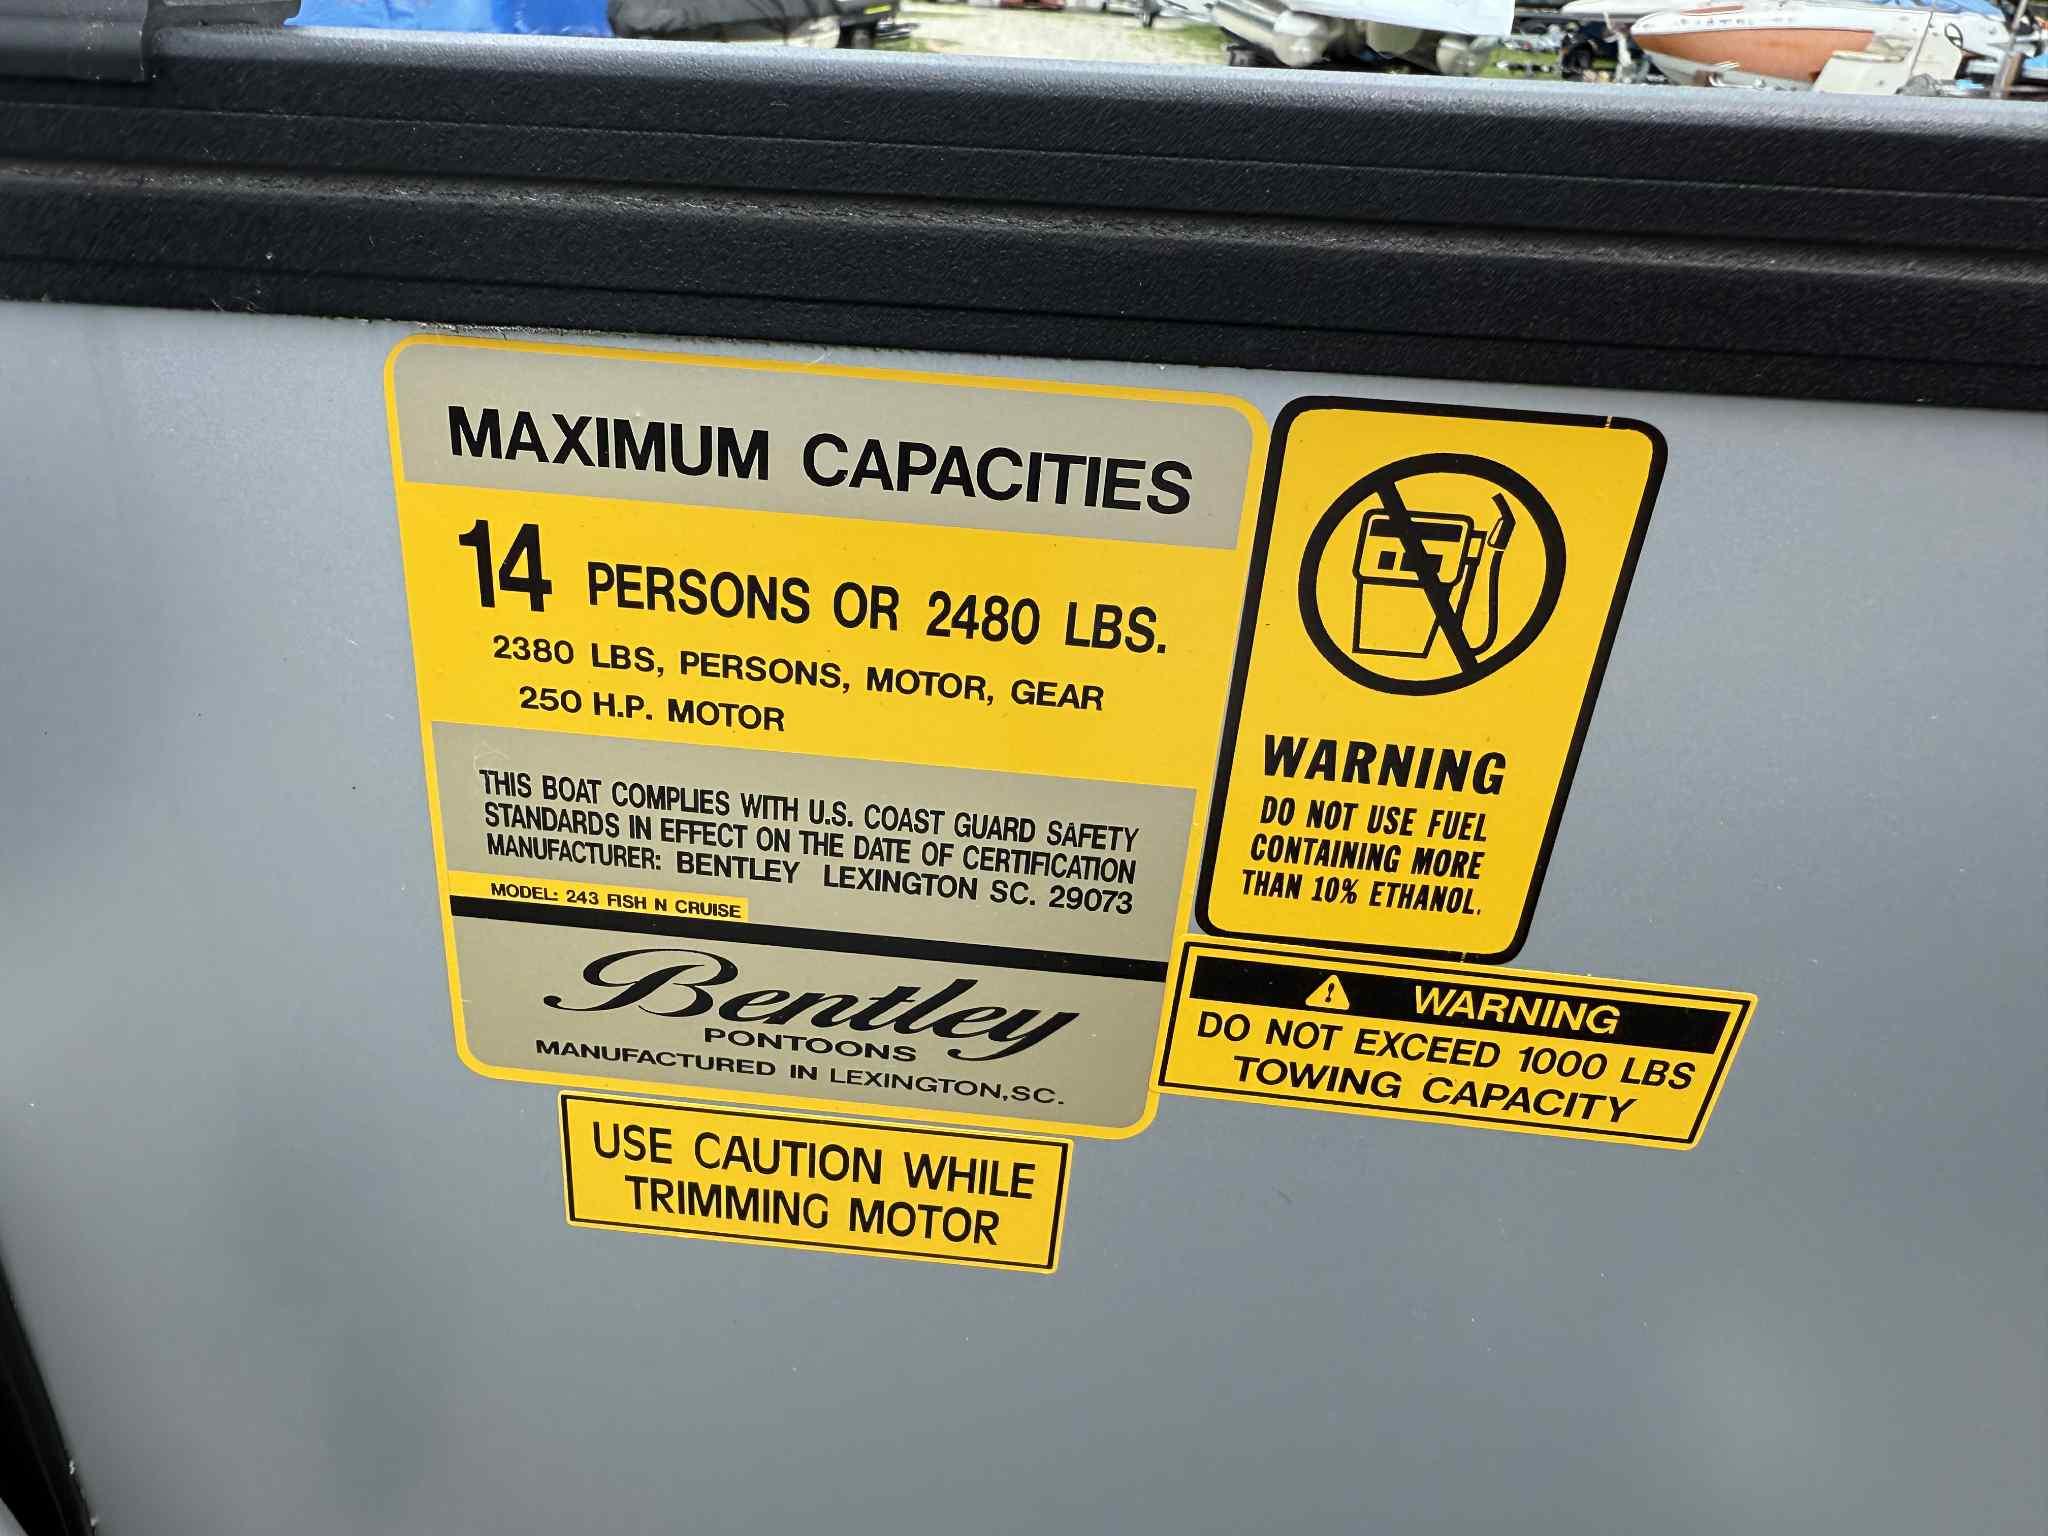 MAXIMUM CAPACITIES
14 PERSONS OR 2480 LBS.
2380 LBS, PERSONS, MOTOR, GEAR
250 H.P. MOTOR
THIS BOAT COMPLIES WITH U.S. COAST GUARD SAFETY
STANDARDS IN EFFECT ON THE DATE OF CERTIFICATION
MANUFACTURER: BENTLEY LEXINGTON SC. 29073
MODEL: 243 FISH N CRUISE
Bentley
PONTOONS
MANUFACTURED IN LEXINGTON,SC.
USE CAUTION WHILE
TRIMMING MOTOR
WARNING
DO NOT USE FUEL
CONTAINING MORE
THAN 10% ETHANOL.
WARNING
DO NOT EXCEED 1000 LBS
TOWING CAPACITY